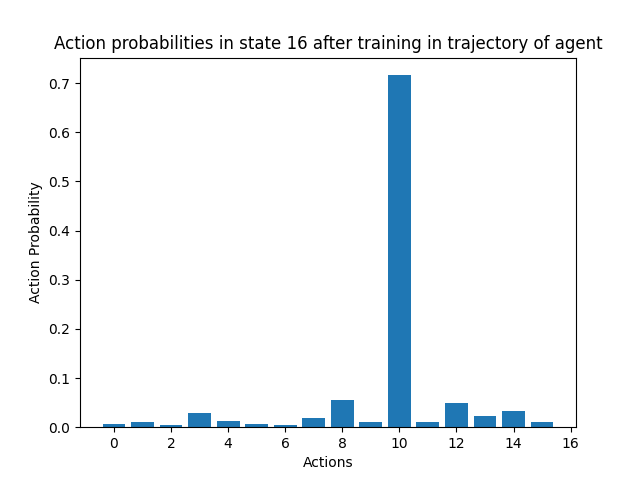 Action probabilities in state 16 after training in trajectory of agent
0.7
0.6
0.5
0.4
0.3
0.2
0.1
0.0
Action Probability
0 2 4 6 8 10 12 14 16
Actions